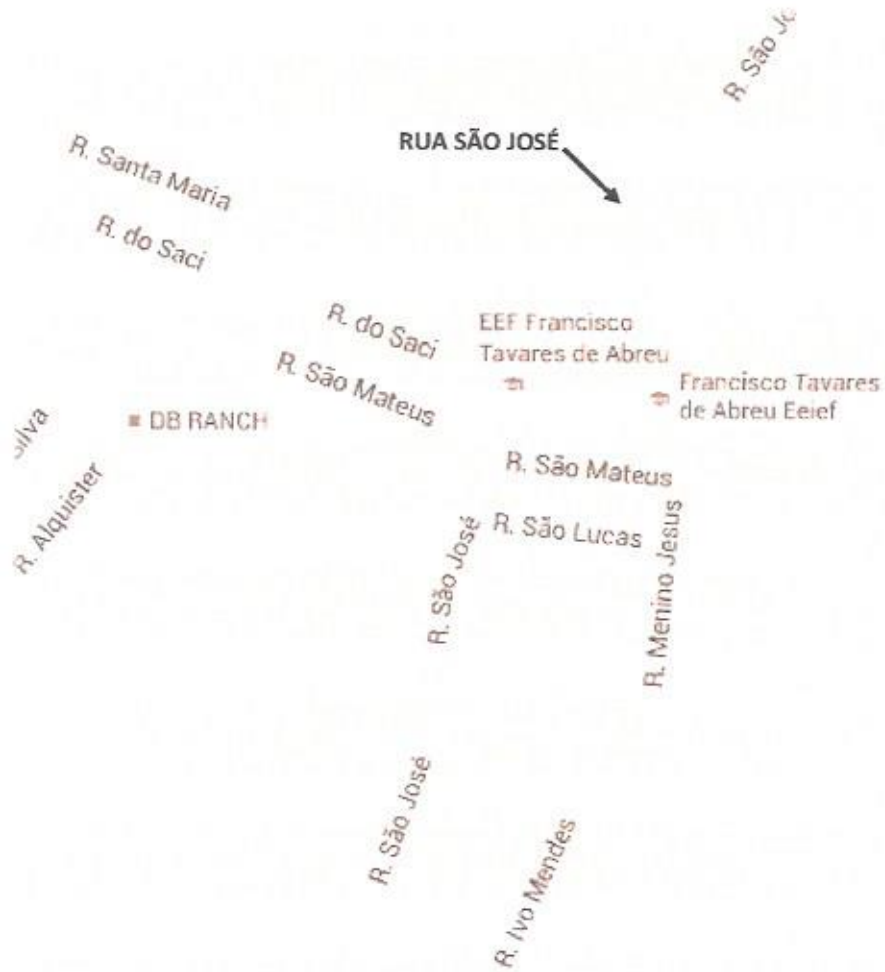 R. São
RUA SÃO JOSÉ
R. Santa Maria
R. do Saci
R. do Saci
EEF Francisco
Tavares de Abreu
R. São Mateus
Francisco Tavares
de Abreu Eeief
DB RANCH
R. Alquister
R. São Mateus
R. São Lucas
R. São José
R. Menino Jesus
R. São José
R. Ivo Mendes